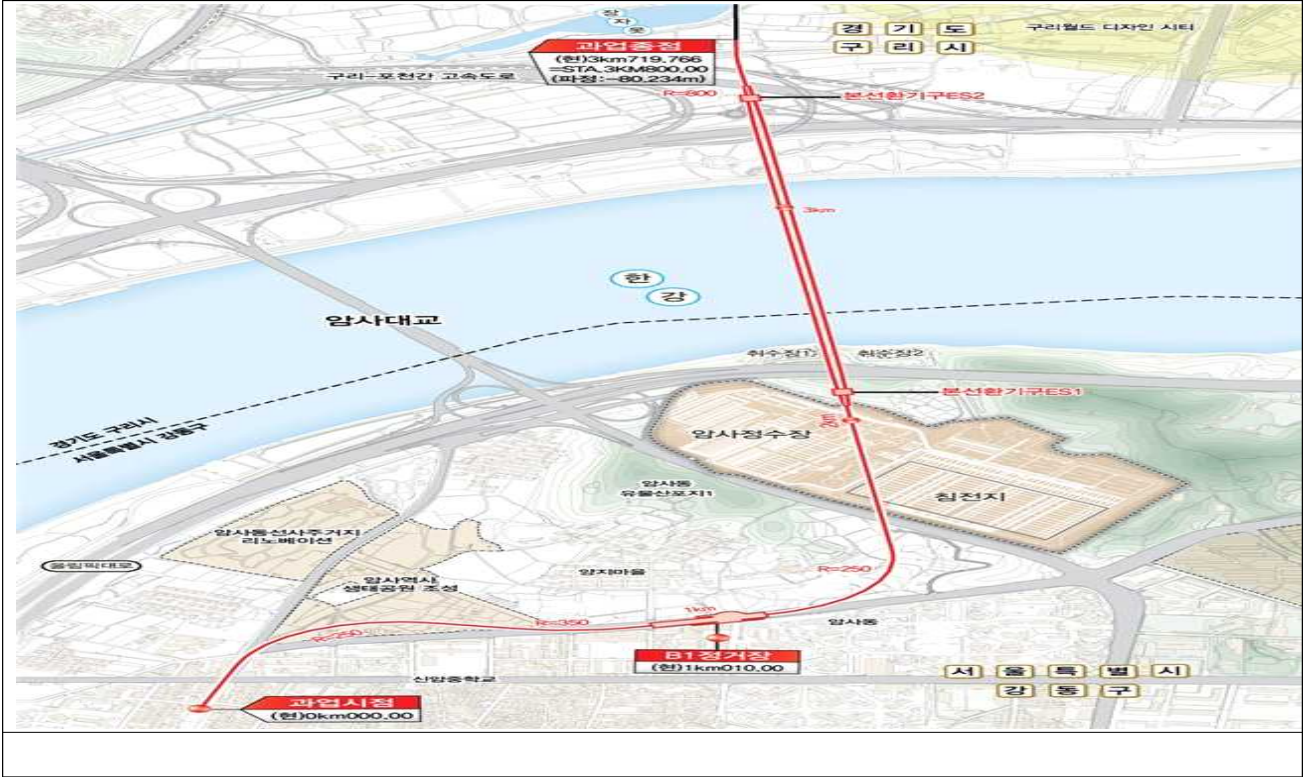 장
자
못
경 기 도
구 리 시
구리월드 디자인 시티
과업종점
(현)3km719.766
=STA.3KM800.00
(파정:-80.234m)
구리-포천간 고속도로
R=800
본선환기구ES2
3km
한
강
암사대교
취수장1
취수장2
본선환기구ES1
2km
경기도 구리시
서울특별시 강동구
암사정수장
침전지
암사동
유물산포지1
암사동선사주거지
리노베이션
올림픽대로
암사역사
생태공원 조성
양지마을
R=250
1km
R=350
R=250
암사동
B1정거장
(현)1km010.00
신암중학교
서 울 특 별 시
강 동 구
과업시점
(현)0km000.00